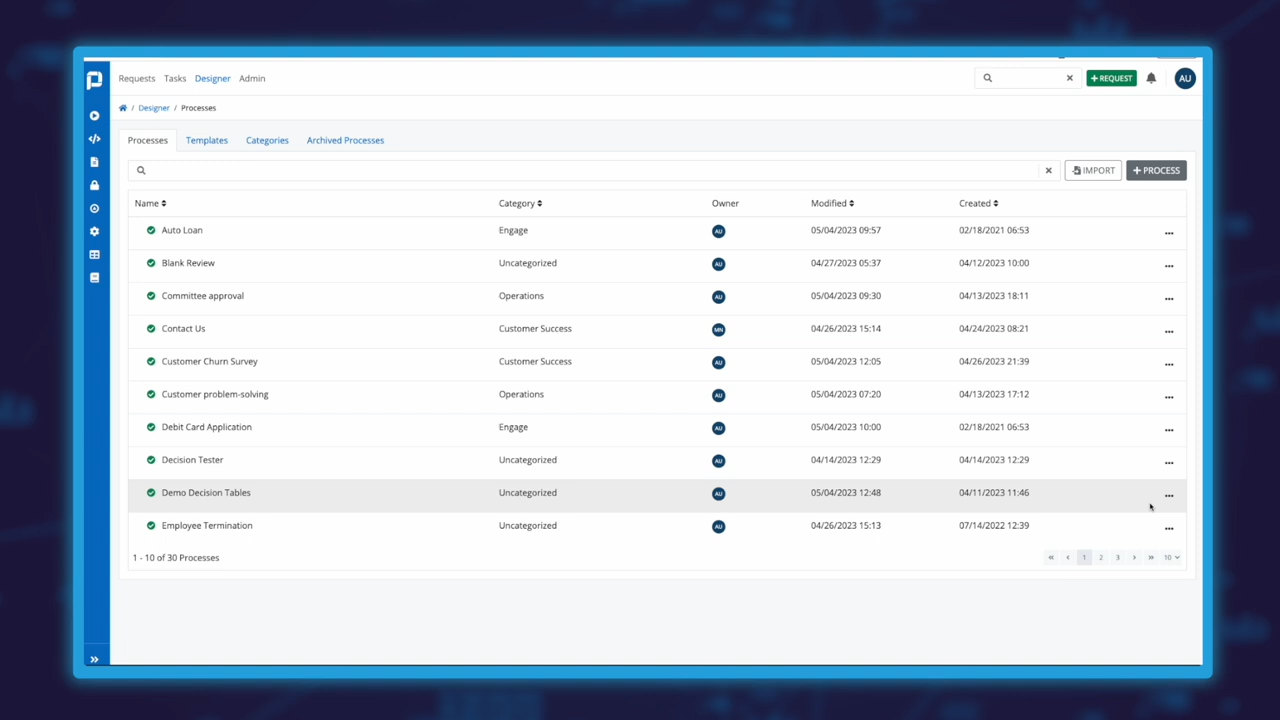 Requests Tasks Designer Admin
+ REQUEST
AU
/ Designer / Processes
Processes Templates Categories Archived Processes
IMPORT + PROCESS
Name Category Owner Modified Created
Auto Loan Engage AU 05/04/2023 09:57 02/18/2021 06:53
Blank Review Uncategorized AU 04/27/2023 05:37 04/12/2023 10:00
Committee approval Operations AU 05/04/2023 09:30 04/13/2023 18:11
Contact Us Customer Success MN 04/26/2023 15:14 04/24/2023 08:21
Customer Churn Survey Customer Success AU 05/04/2023 12:05 04/26/2023 21:39
Customer problem-solving Operations AU 05/04/2023 07:20 04/13/2023 17:12
Debit Card Application Engage AU 05/04/2023 10:00 02/18/2021 06:53
Decision Tester Uncategorized AU 04/14/2023 12:29 04/14/2023 12:29
Demo Decision Tables Uncategorized AU 05/04/2023 12:48 04/11/2023 11:46
Employee Termination Uncategorized AU 04/26/2023 15:13 07/14/2022 12:39
1 - 10 of 30 Processes « ‹ 1 2 3 › » 10